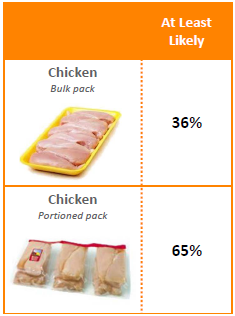 At Least
Likely
Chicken
Bulk pack
36%
Chicken
Portioned pack
65%